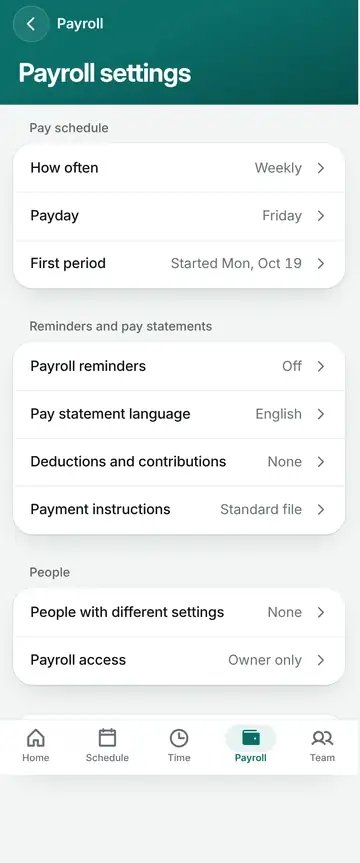 Payroll
Payroll settings
Pay schedule
How often Weekly
Payday Friday
First period Started Mon, Oct 19
Reminders and pay statements
Payroll reminders Off
Pay statement language English
Deductions and contributions None
Payment instructions Standard file
People
People with different settings None
Payroll access Owner only
Home Schedule Time Payroll Team